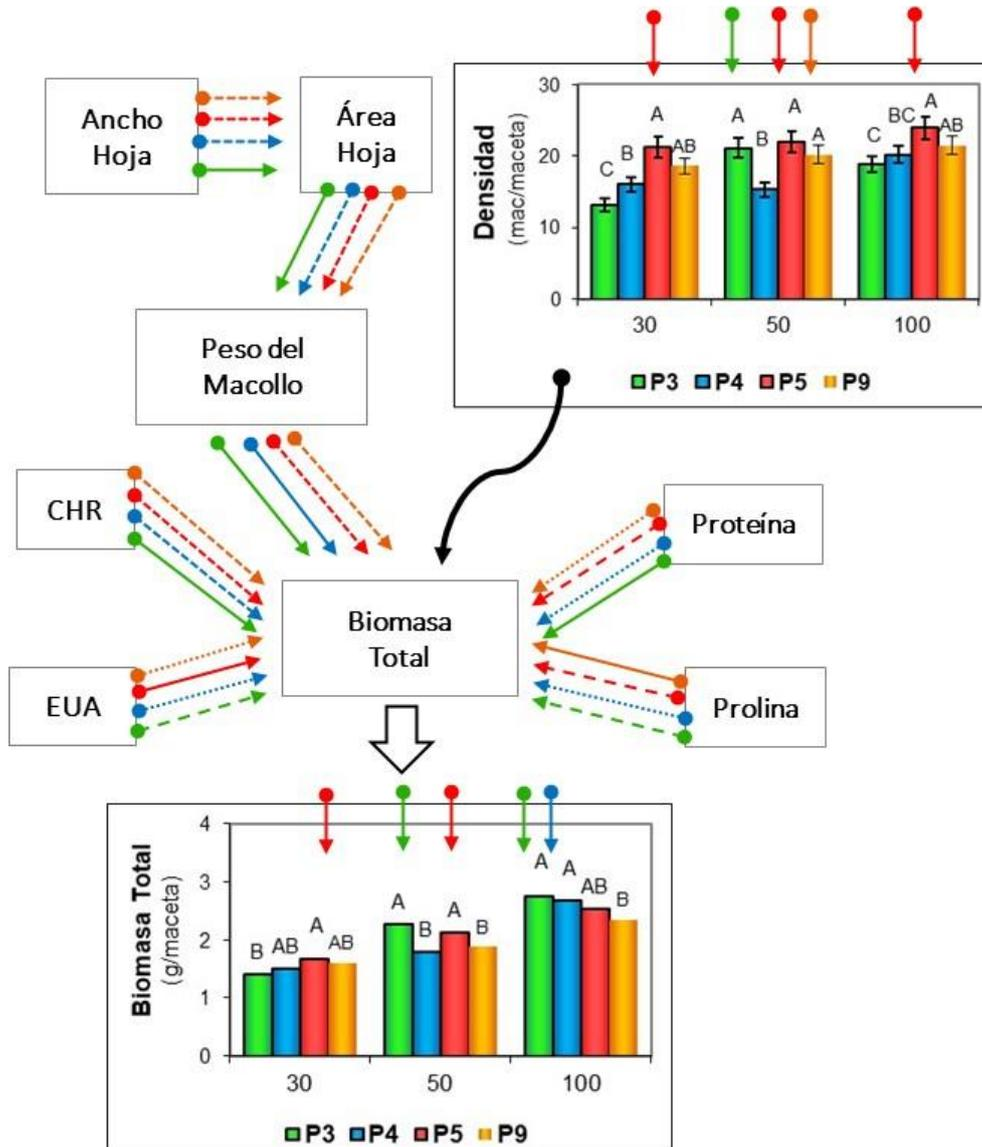 Ancho
Hoja
Área
Hoja
Peso del
Macollo
Densidad
(mac/maceta)
30
20
10
0
C B A AB
A B A A
C BC A AB
30 50 100
P3 P4 P5 P9
CHR
EUA
Biomasa
Total
Proteína
Prolina
Biomasa Total
(g/maceta)
4
3
2
1
0
B AB A AB
A B A B
A A AB B
30 50 100
P3 P4 P5 P9